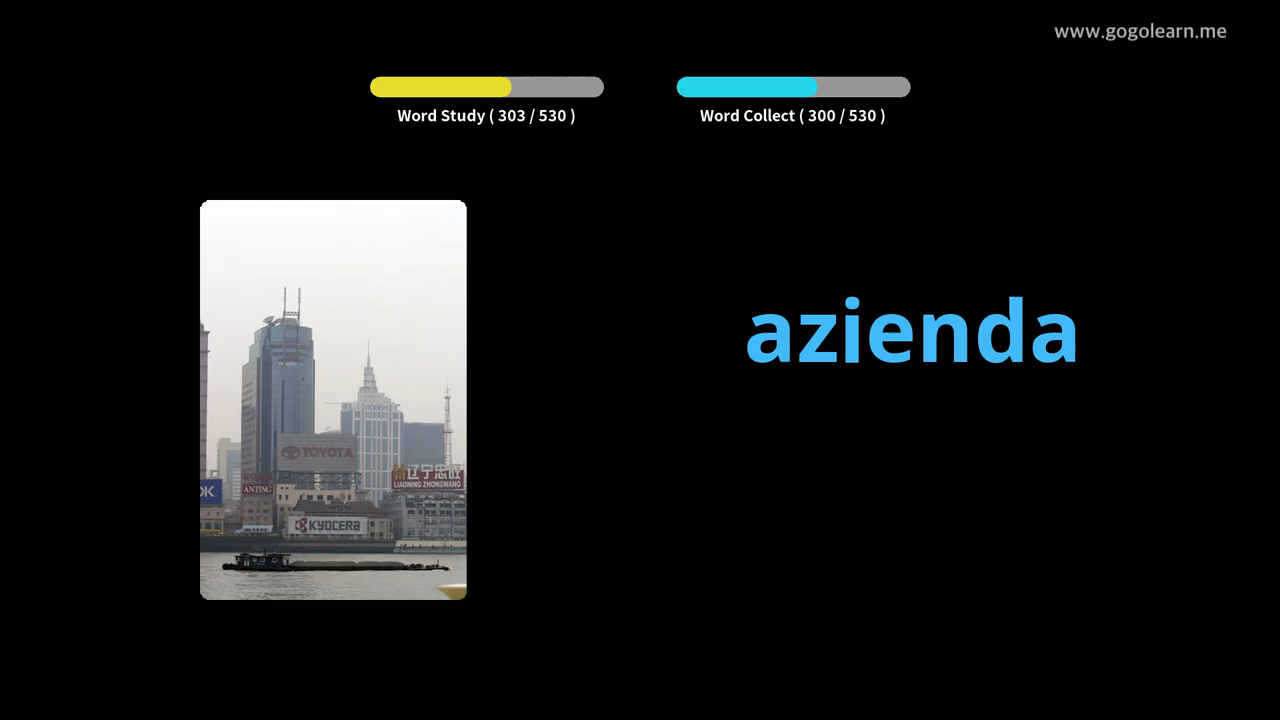 www.gogolearn.me
Word Study ( 303 / 530 )
Word Collect ( 300 / 530 )
azienda
TOYOTA
辽宁忠旺
LIAONING ZHONGWANG
OK
ANTING
KYOCERA